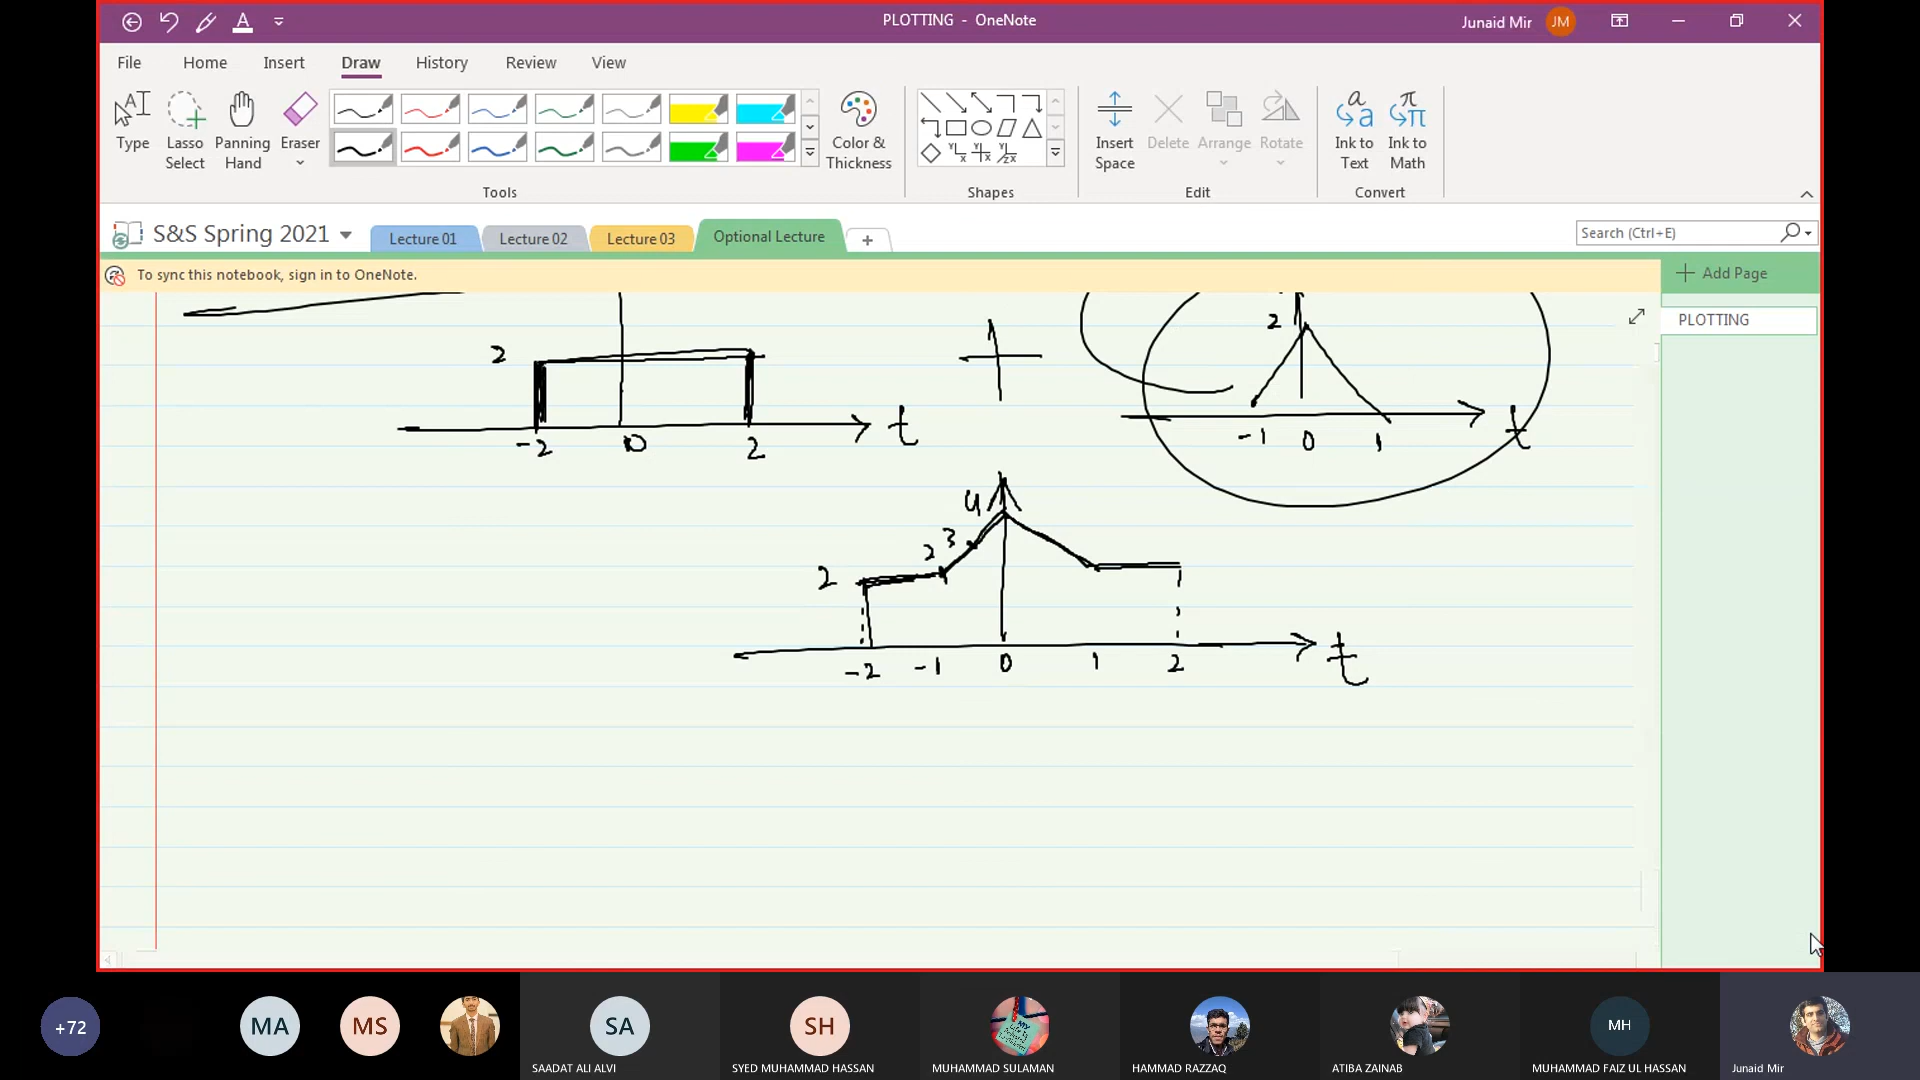 PLOTTING - OneNote
Junaid Mir JM
File Home Insert Draw History Review View
Type Lasso Select Panning Hand Eraser
Color & Thickness
Insert Space Delete Arrange Rotate
Ink to Text Ink to Math
Tools Shapes Edit Convert
S&S Spring 2021 Lecture 01 Lecture 02 Lecture 03 Optional Lecture +
Search (Ctrl+E)
To sync this notebook, sign in to OneNote.
Add Page
PLOTTING
2
2
+
t
-2 0 2
t
-1 0 1
4
2 3
2
-2 -1 0 1 2
t
+72 MA MS SA SH MH
SAADAT ALI ALVI SYED MUHAMMAD HASSAN MUHAMMAD SULAMAN HAMMAD RAZZAQ ATIBA ZAINAB MUHAMMAD FAIZ UL HASSAN Junaid Mir